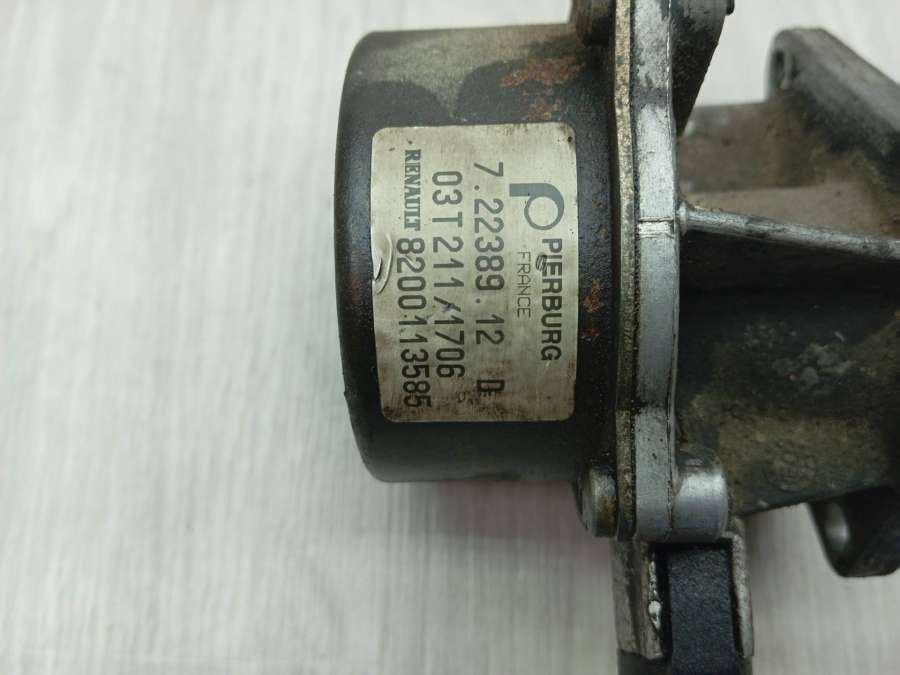 PIERBURG
FRANCE
7.22389.12 D
03T211/1706
RENAULT 8200113585